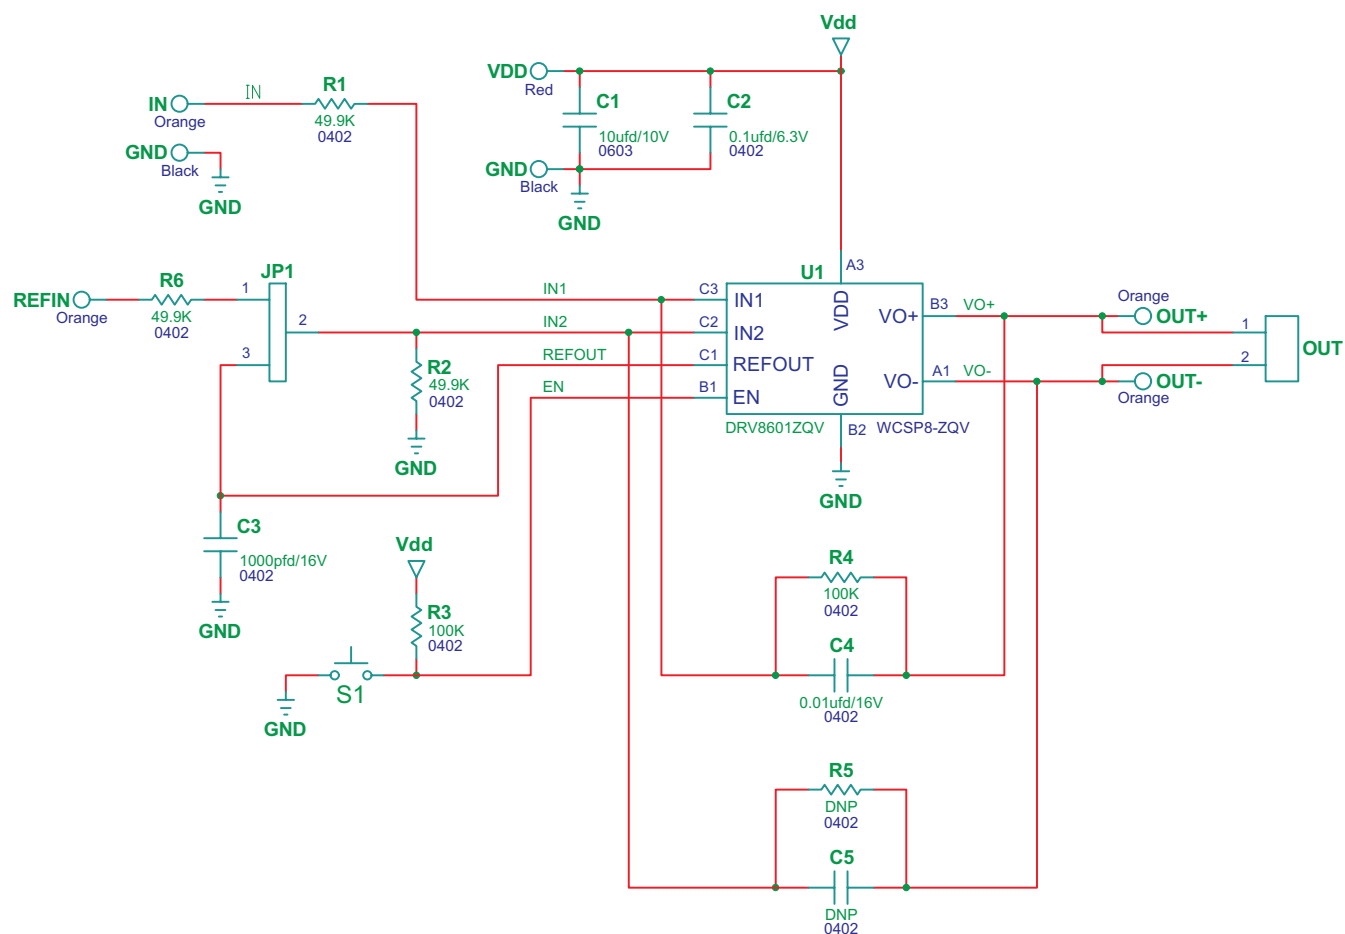 Vdd
VDD
Red
C1
10ufd/10V
0603
C2
0.1ufd/6.3V
0402
GND
Black
GND
IN
Orange
IN
R1
49.9K
0402
GND
Black
GND
REFIN
Orange
R6
49.9K
0402
JP1
1
2
3
R2
49.9K
0402
GND
IN1
IN2
REFOUT
EN
C3
C2
C1
B1
U1
A3
IN1
IN2
REFOUT
EN
VDD
GND
VO+
VO-
B3
A1
VO+
VO-
DRV8601ZQV
B2
WCSP8-ZQV
GND
Orange
OUT+
OUT-
Orange
1
2
OUT
C3
1000pfd/16V
0402
GND
Vdd
R3
100K
0402
S1
GND
R4
100K
0402
C4
0.01ufd/16V
0402
R5
DNP
0402
C5
DNP
0402